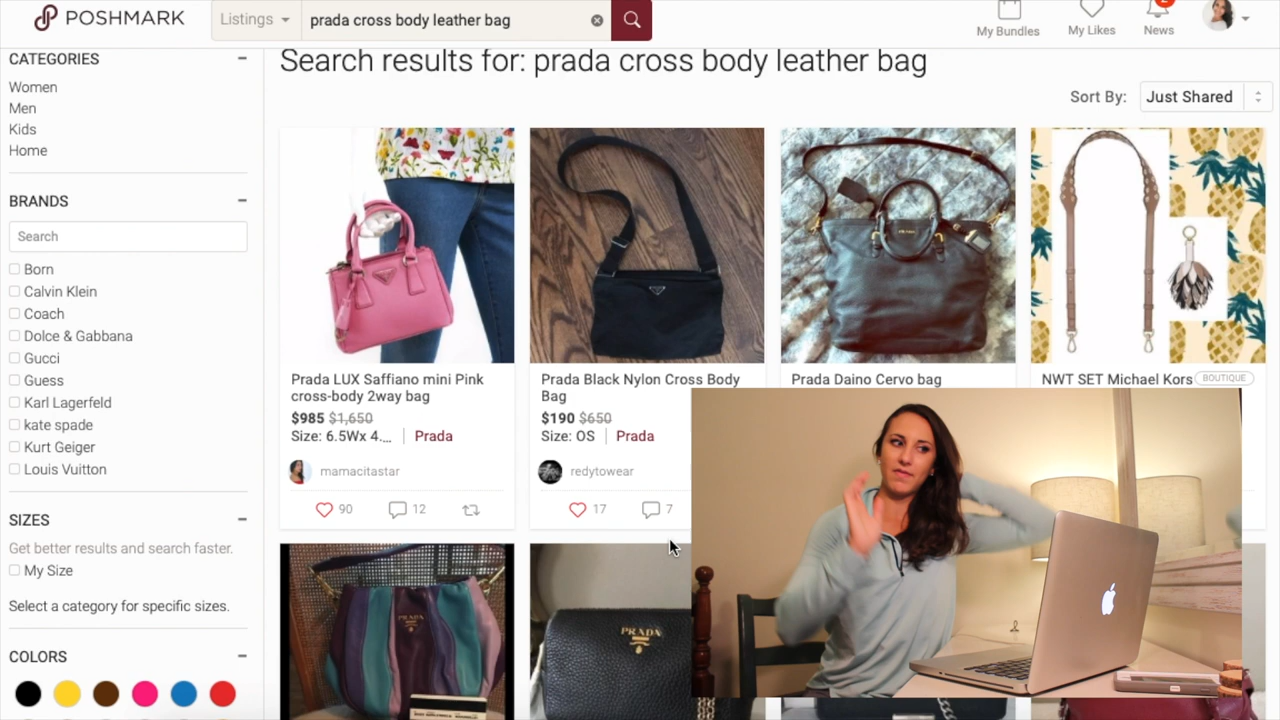 POSHMARK
Listings
prada cross body leather bag
2
My Bundles
My Likes
News
CATEGORIES
Women
Men
Kids
Home
BRANDS
Search
Born
Calvin Klein
Coach
Dolce & Gabbana
Gucci
Guess
Karl Lagerfeld
kate spade
Kurt Geiger
Louis Vuitton
SIZES
Get better results and search faster.
My Size
Select a category for specific sizes.
COLORS
Search results for: prada cross body leather bag
Sort By:
Just Shared
Prada LUX Saffiano mini Pink
cross-body 2way bag
$985 $1,650
Size: 6.5Wx 4.... | Prada
mamacitastar
90
12
Prada Black Nylon Cross Body
Bag
$190 $650
Size: OS | Prada
redytowear
17
7
Prada Daino Cervo bag
NWT SET Michael Kors
BOUTIQUE
PRADA
PRADA